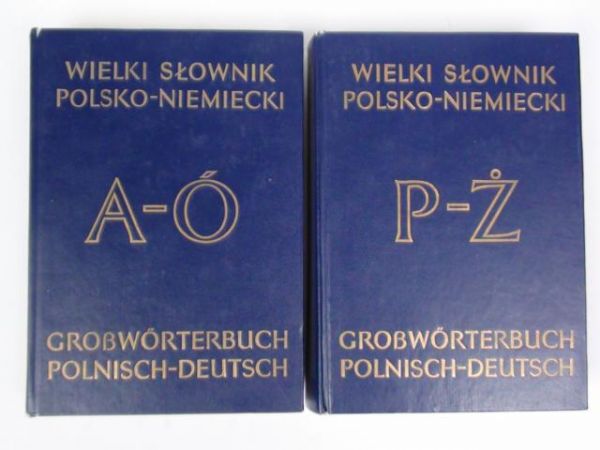 WIELKI SŁOWNIK
POLSKO-NIEMIECKI
A-Ó
GROßWÖRTERBUCH
POLNISCH-DEUTSCH
WIELKI SŁOWNIK
POLSKO-NIEMIECKI
P-Ż
GROßWÖRTERBUCH
POLNISCH-DEUTSCH